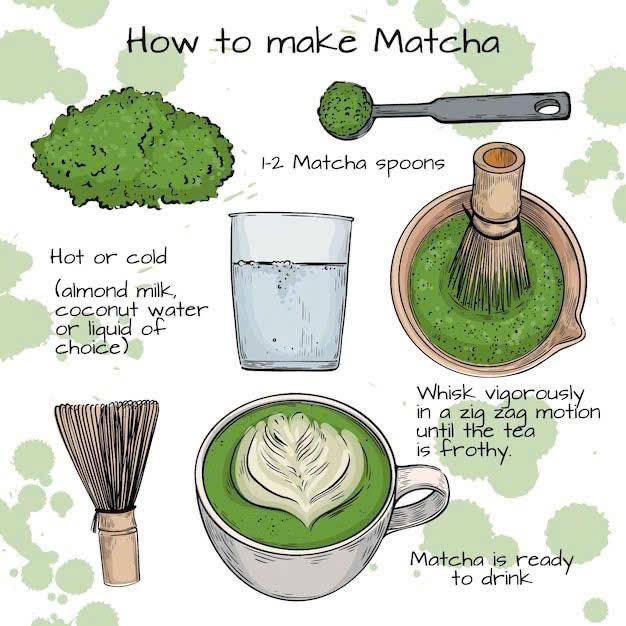 How to make Matcha
1-2 Matcha spoons
Hot or cold
(almond milk,
coconut water
or liquid of
choice)
Whisk vigorously
in a zig zag motion
until the tea
is frothy.
Matcha is ready
to drink